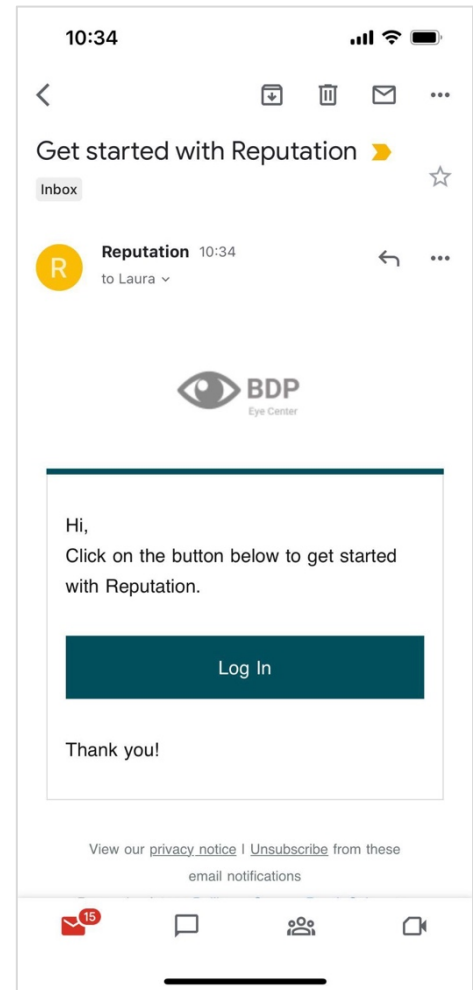 10:34
Get started with Reputation
Inbox
R
Reputation 10:34
to Laura
BDP
Eye Center
Hi,
Click on the button below to get started
with Reputation.
Log In
Thank you!
View our privacy notice | Unsubscribe from these
email notifications
15